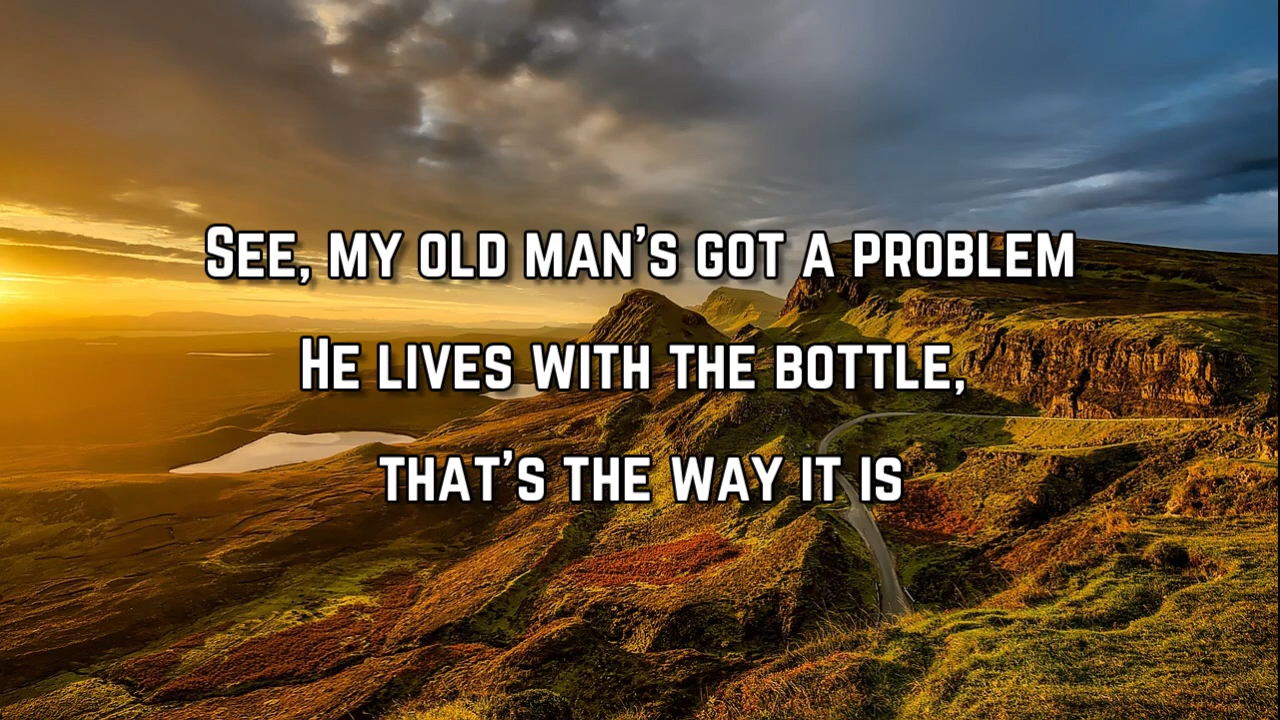 See, my old man's got a problem
He lives with the bottle,
that's the way it is